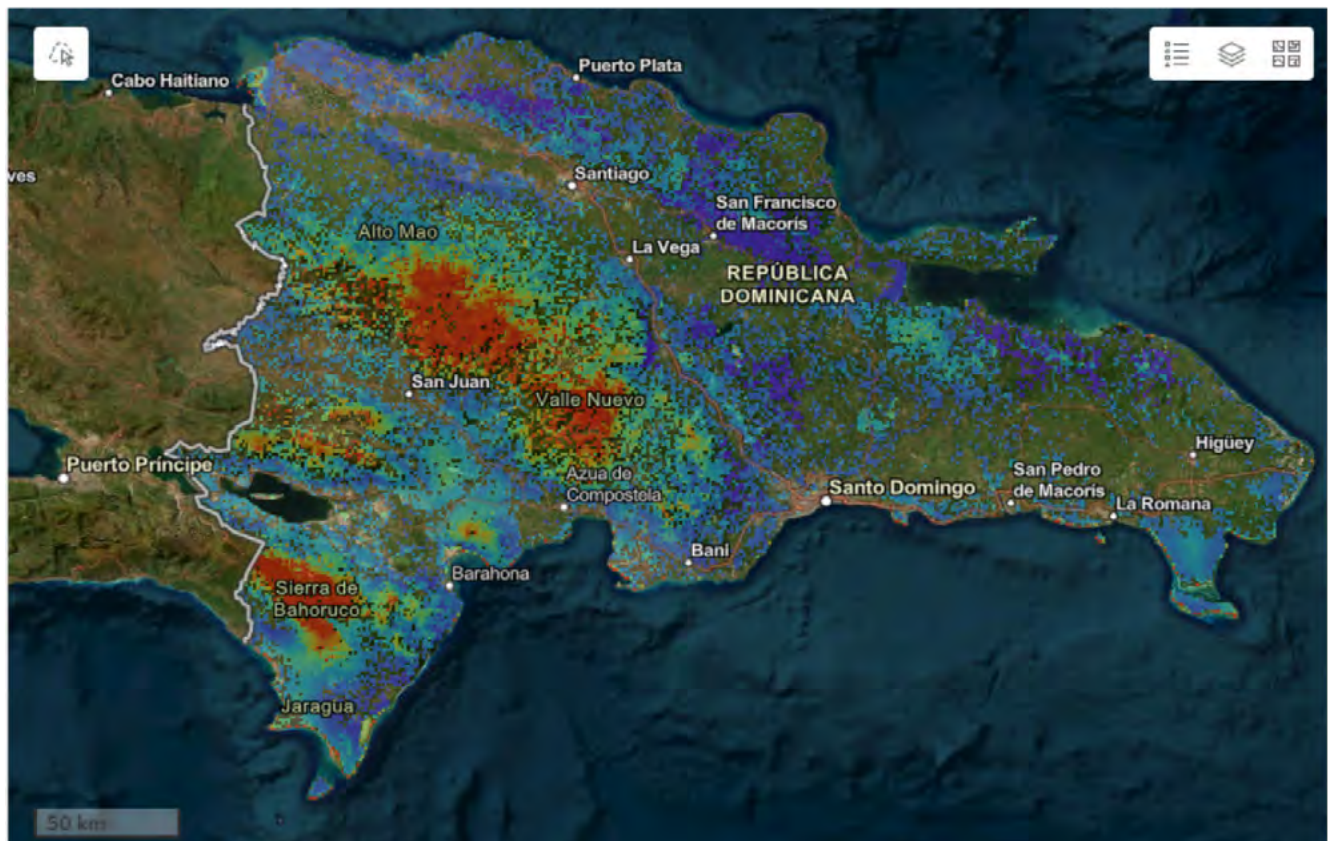 Cabo Haitiano
Puerto Plata
ves
Santiago
San Francisco
de Macorís
Alto Mao
La Vega
REPÚBLICA
DOMINICANA
San Juan
Valle Nuevo
Higüey
Puerto Príncipe
Azua de
Compostela
Santo Domingo
San Pedro
de Macorís
La Romana
Bani
Barahona
Sierra de
Bahoruco
Jaragua
50 km